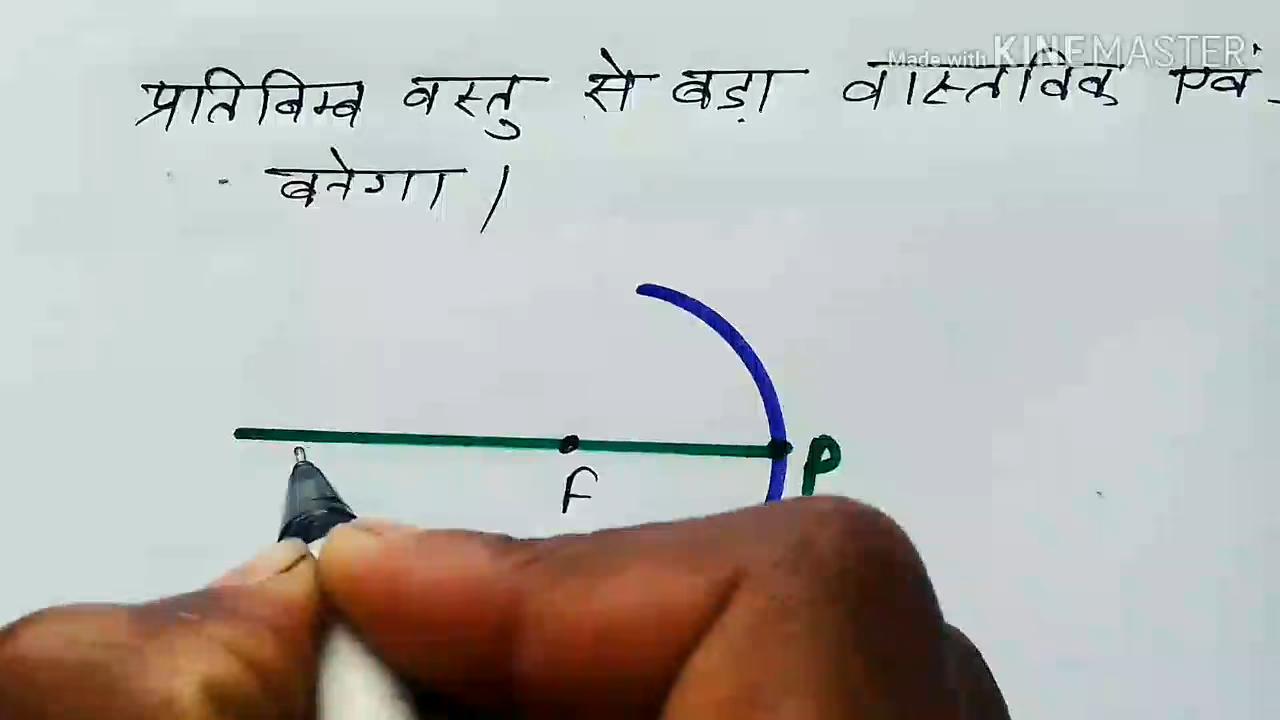 Made with KINEMASTER
प्रतिबिम्ब वस्तु से बड़ा वास्तविक एवं
बनेगा।
F
P